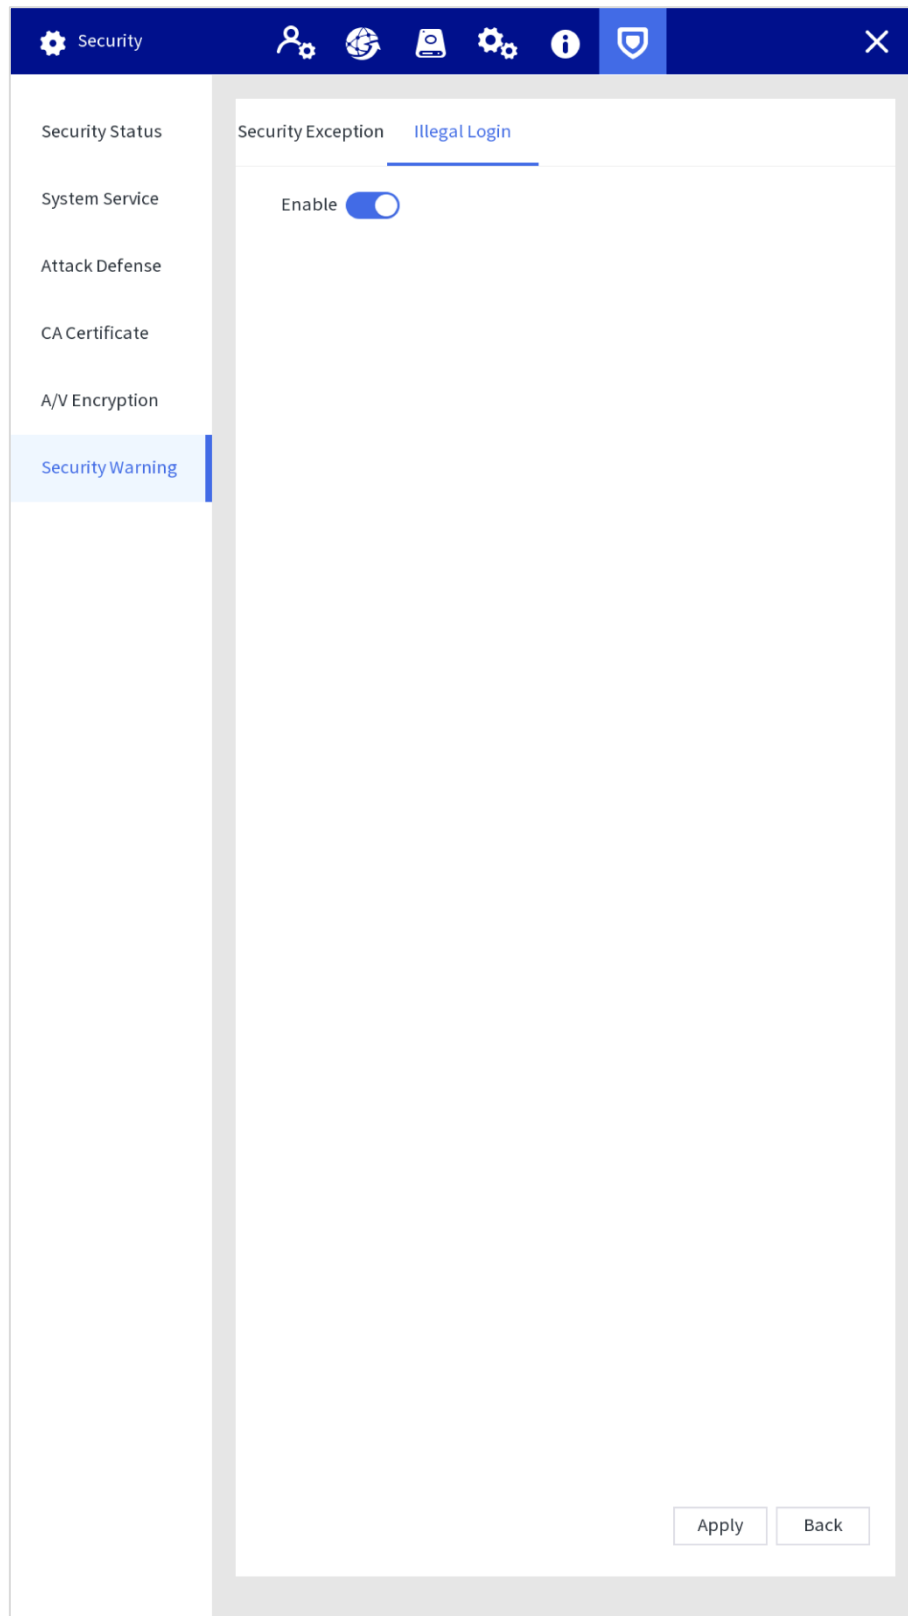 Security
Security Status
System Service
Attack Defense
CA Certificate
A/V Encryption
Security Warning
Security Exception Illegal Login
Enable
Apply Back